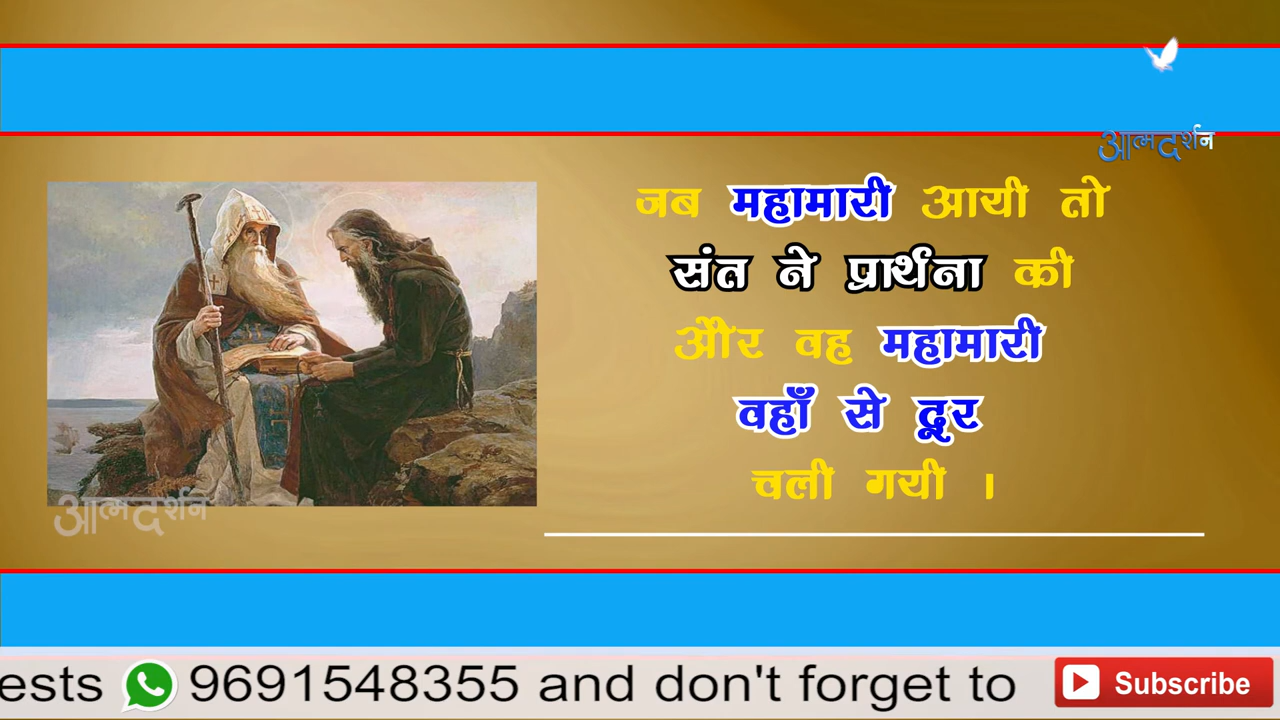 आत्मदर्शन
जब महामारी आयी तो
संत ने प्रार्थना की
और वह महामारी
वहाँ से दूर
चली गयी ।
आत्मदर्शन
ests 9691548355 and don't forget to Subscribe